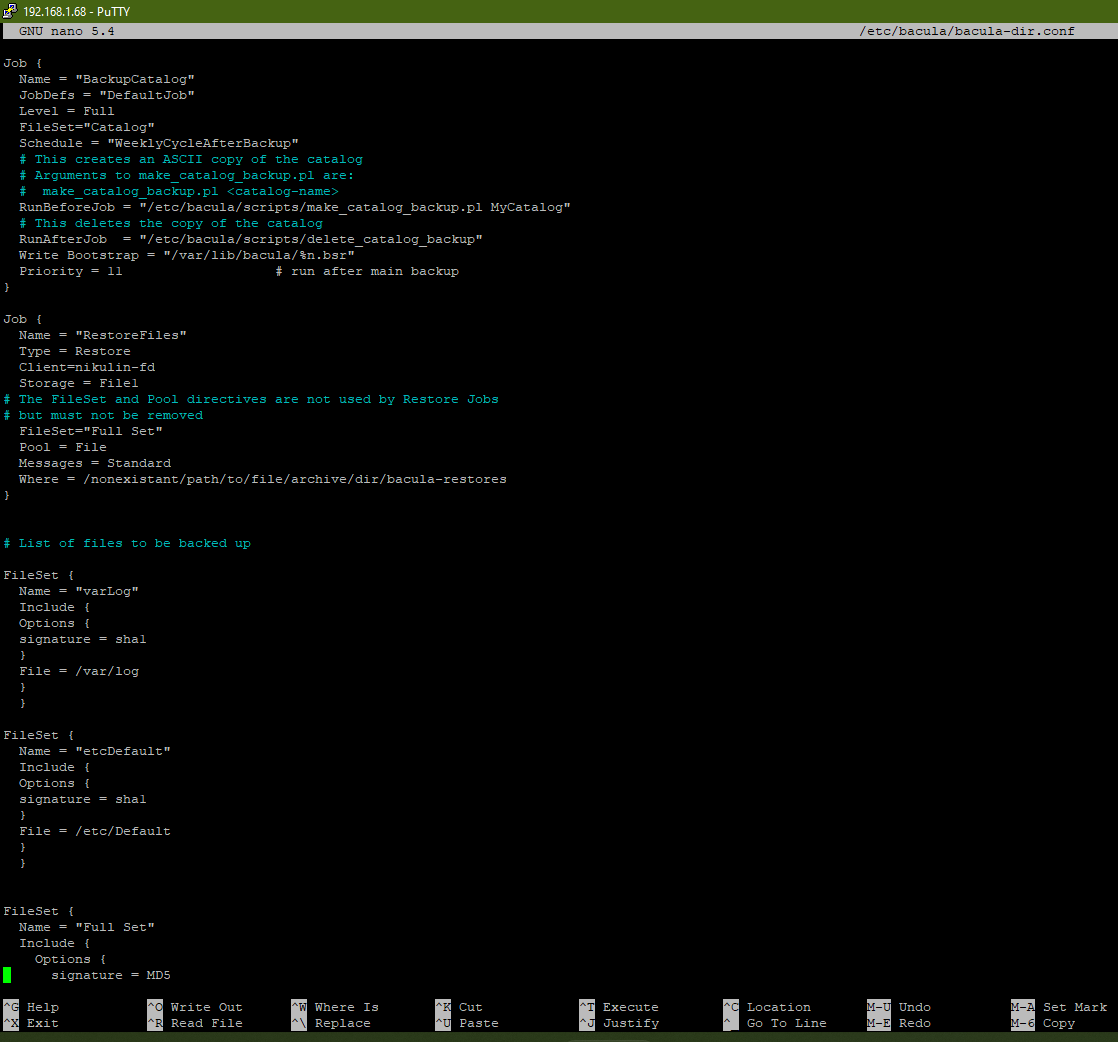 192.168.1.68 - PuTTY
GNU nano 5.4 /etc/bacula/bacula-dir.conf
Job {
  Name = "BackupCatalog"
  JobDefs = "DefaultJob"
  Level = Full
  FileSet="Catalog"
  Schedule = "WeeklyCycleAfterBackup"
  # This creates an ASCII copy of the catalog
  # Arguments to make_catalog_backup.pl are:
  #  make_catalog_backup.pl <catalog-name>
  RunBeforeJob = "/etc/bacula/scripts/make_catalog_backup.pl MyCatalog"
  # This deletes the copy of the catalog
  RunAfterJob  = "/etc/bacula/scripts/delete_catalog_backup"
  Write Bootstrap = "/var/lib/bacula/%n.bsr"
  Priority = 11                   # run after main backup
}
Job {
  Name = "RestoreFiles"
  Type = Restore
  Client=nikulin-fd
  Storage = File1
# The FileSet and Pool directives are not used by Restore Jobs
# but must not be removed
  FileSet="Full Set"
  Pool = File
  Messages = Standard
  Where = /nonexistant/path/to/file/archive/dir/bacula-restores
}
# List of files to be backed up
FileSet {
  Name = "varLog"
  Include {
  Options {
  signature = sha1
  }
  File = /var/log
  }
  }
FileSet {
  Name = "etcDefault"
  Include {
  Options {
  signature = sha1
  }
  File = /etc/Default
  }
  }
FileSet {
  Name = "Full Set"
  Include {
    Options {
      signature = MD5
^G Help ^O Write Out ^W Where Is ^K Cut ^T Execute ^C Location M-U Undo M-A Set Mark
^X Exit ^R Read File ^\ Replace ^U Paste ^J Justify ^_ Go To Line M-E Redo M-6 Copy